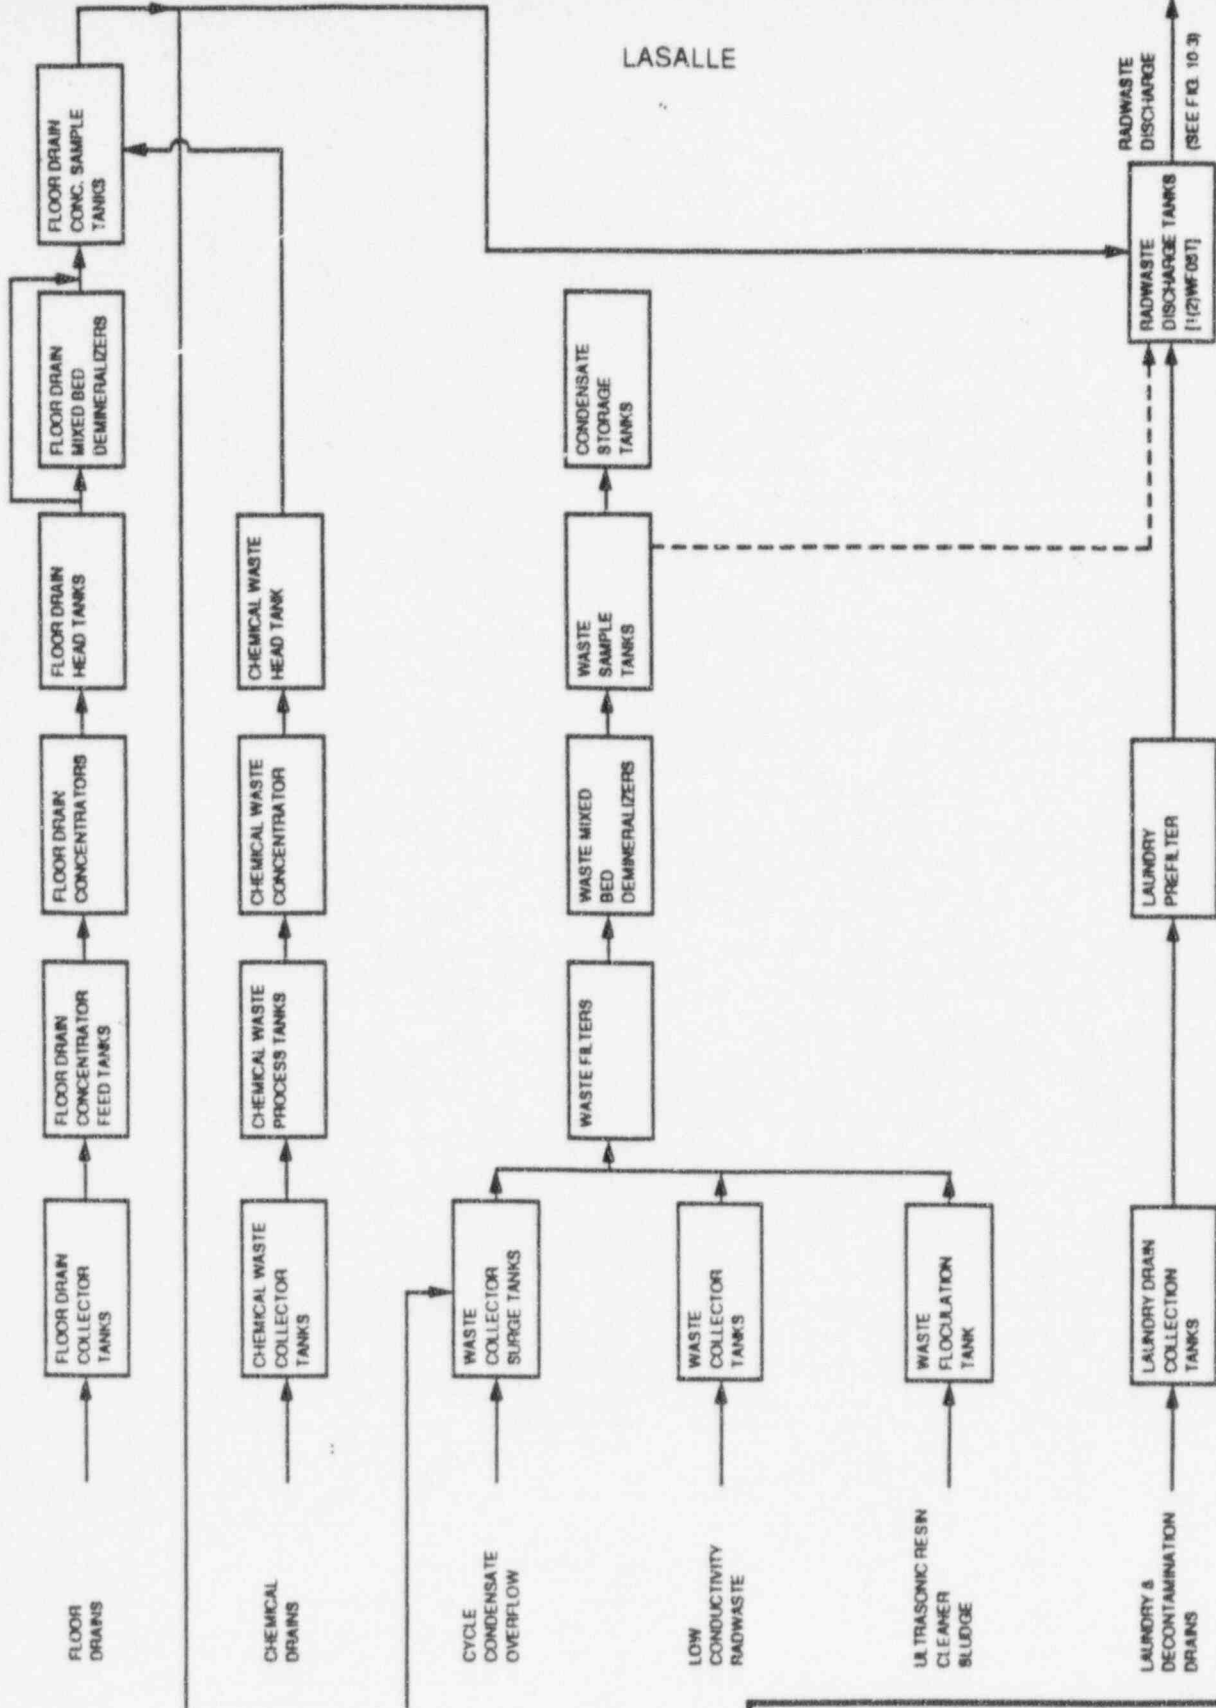 LASALLE
FLOOR
DRAINS
FLOOR DRAIN
COLLECTOR
TANKS
FLOOR DRAIN
CONCENTRATOR
FEED TANKS
FLOOR DRAIN
CONCENTRATORS
FLOOR DRAIN
HEAD TANKS
FLOOR DRAIN
MIXED BED
DEMINERALIZERS
FLOOR DRAIN
CONC. SAMPLE
TANKS
CHEMICAL
DRAINS
CHEMICAL WASTE
COLLECTOR
TANKS
CHEMICAL WASTE
PROCESS TANKS
CHEMICAL WASTE
CONCENTRATOR
CHEMICAL WASTE
HEAD TANK
CYCLE
CONDENSATE
OVERFLOW
WASTE
COLLECTOR
SURGE TANKS
WASTE FILTERS
WASTE MIXED
BED
DEMINERALIZERS
WASTE
SAMPLE
TANKS
CONDENSATE
STORAGE
TANKS
LOW
CONDUCTIVITY
RADWASTE
WASTE
COLLECTOR
TANKS
ULTRASONIC RESIN
CLEANER
SLUDGE
WASTE
FLOCULATION
TANK
LAUNDRY &
DECONTAMINATION
DRAINS
LAUNDRY DRAIN
COLLECTION
TANKS
LAUNDRY
PREFILTER
RADWASTE
DISCHARGE TANKS
[1(2)WF05T]
RADWASTE
DISCHARGE
(SEE FIG. 10-3)